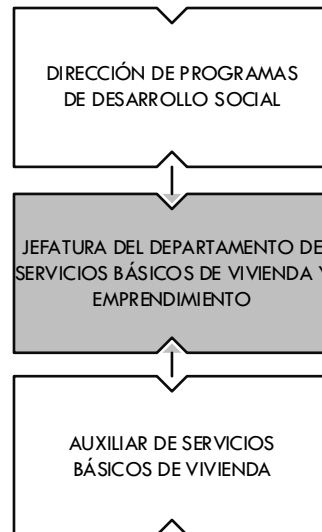 DIRECCIÓN DE PROGRAMAS
DE DESARROLLO SOCIAL
JEFATURA DEL DEPARTAMENTO DE
SERVICIOS BÁSICOS DE VIVIENDA Y
EMPRENDIMIENTO
AUXILIAR DE SERVICIOS
BÁSICOS DE VIVIENDA